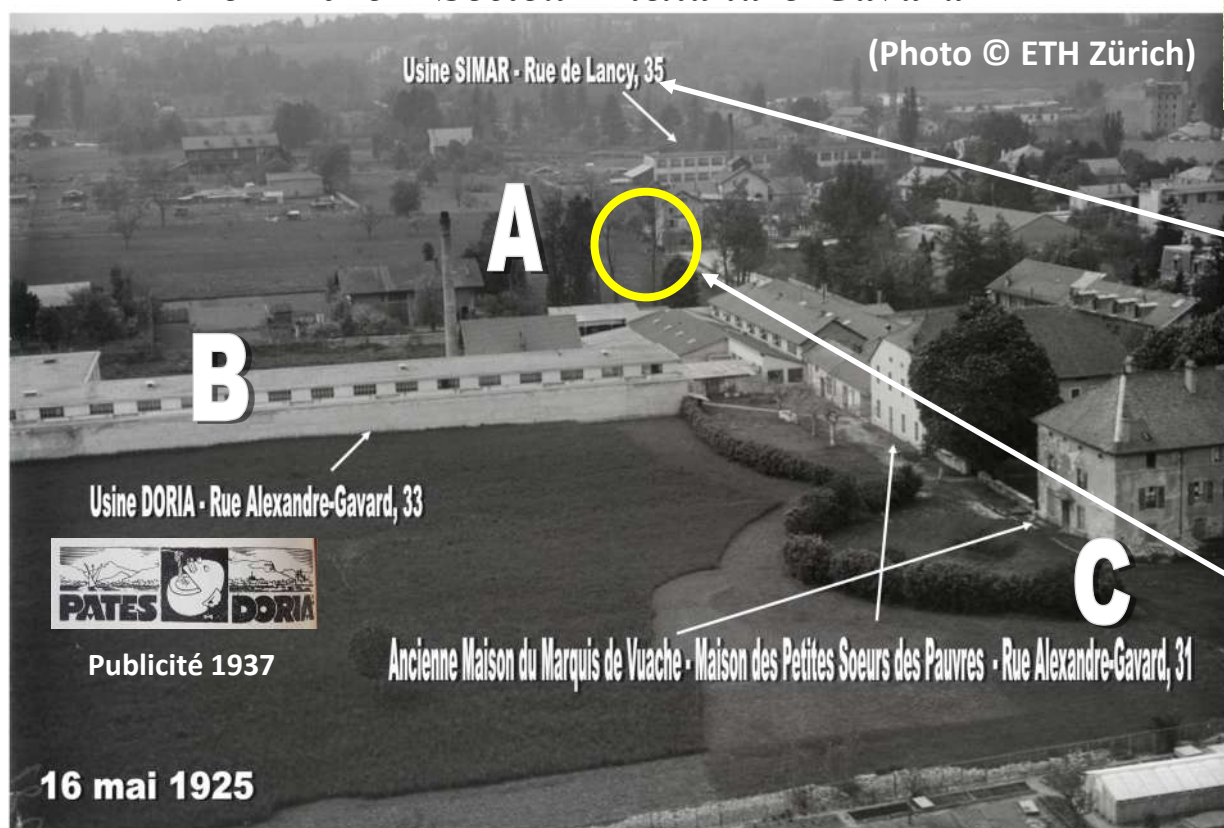 (Photo © ETH Zürich)
Usine SIMAR - Rue de Lancy, 35
A
B
Usine DORIA - Rue Alexandre-Gavard, 33
PATES DORIA
Publicité 1937
C
Ancienne Maison du Marquis de Vuache - Maison des Petites Soeurs des Pauvres - Rue Alexandre-Gavard, 31
16 mai 1925